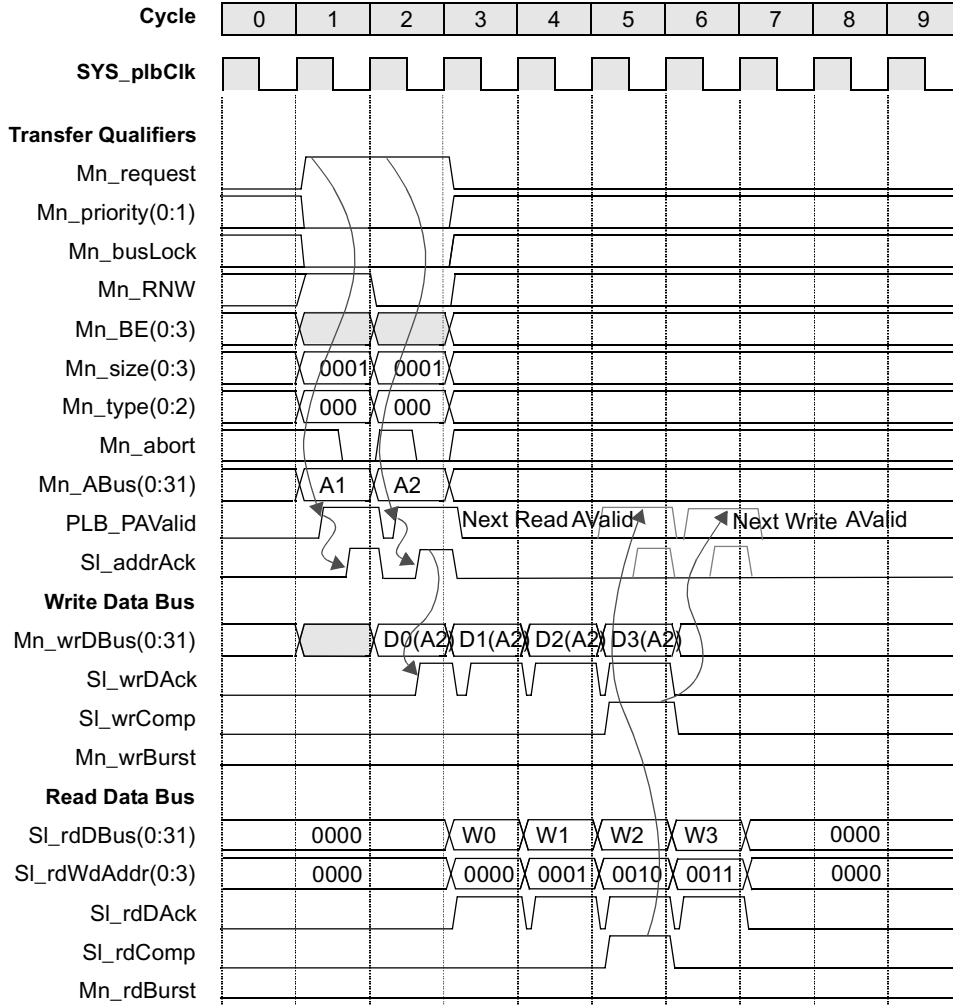 Cycle 0 1 2 3 4 5 6 7 8 9
SYS_plbClk
Transfer Qualifiers
Mn_request
Mn_priority(0:1)
Mn_busLock
Mn_RNW
Mn_BE(0:3)
Mn_size(0:3) 0001 0001
Mn_type(0:2) 000 000
Mn_abort
Mn_ABus(0:31) A1 A2
PLB_PAValid Next Read AValid Next Write AValid
Sl_addrAck
Write Data Bus
Mn_wrDBus(0:31) D0(A2) D1(A2) D2(A2) D3(A2)
Sl_wrDAck
Sl_wrComp
Mn_wrBurst
Read Data Bus
Sl_rdDBus(0:31) 0000 W0 W1 W2 W3 0000
Sl_rdWdAddr(0:3) 0000 0000 0001 0010 0011 0000
Sl_rdDAck
Sl_rdComp
Mn_rdBurst